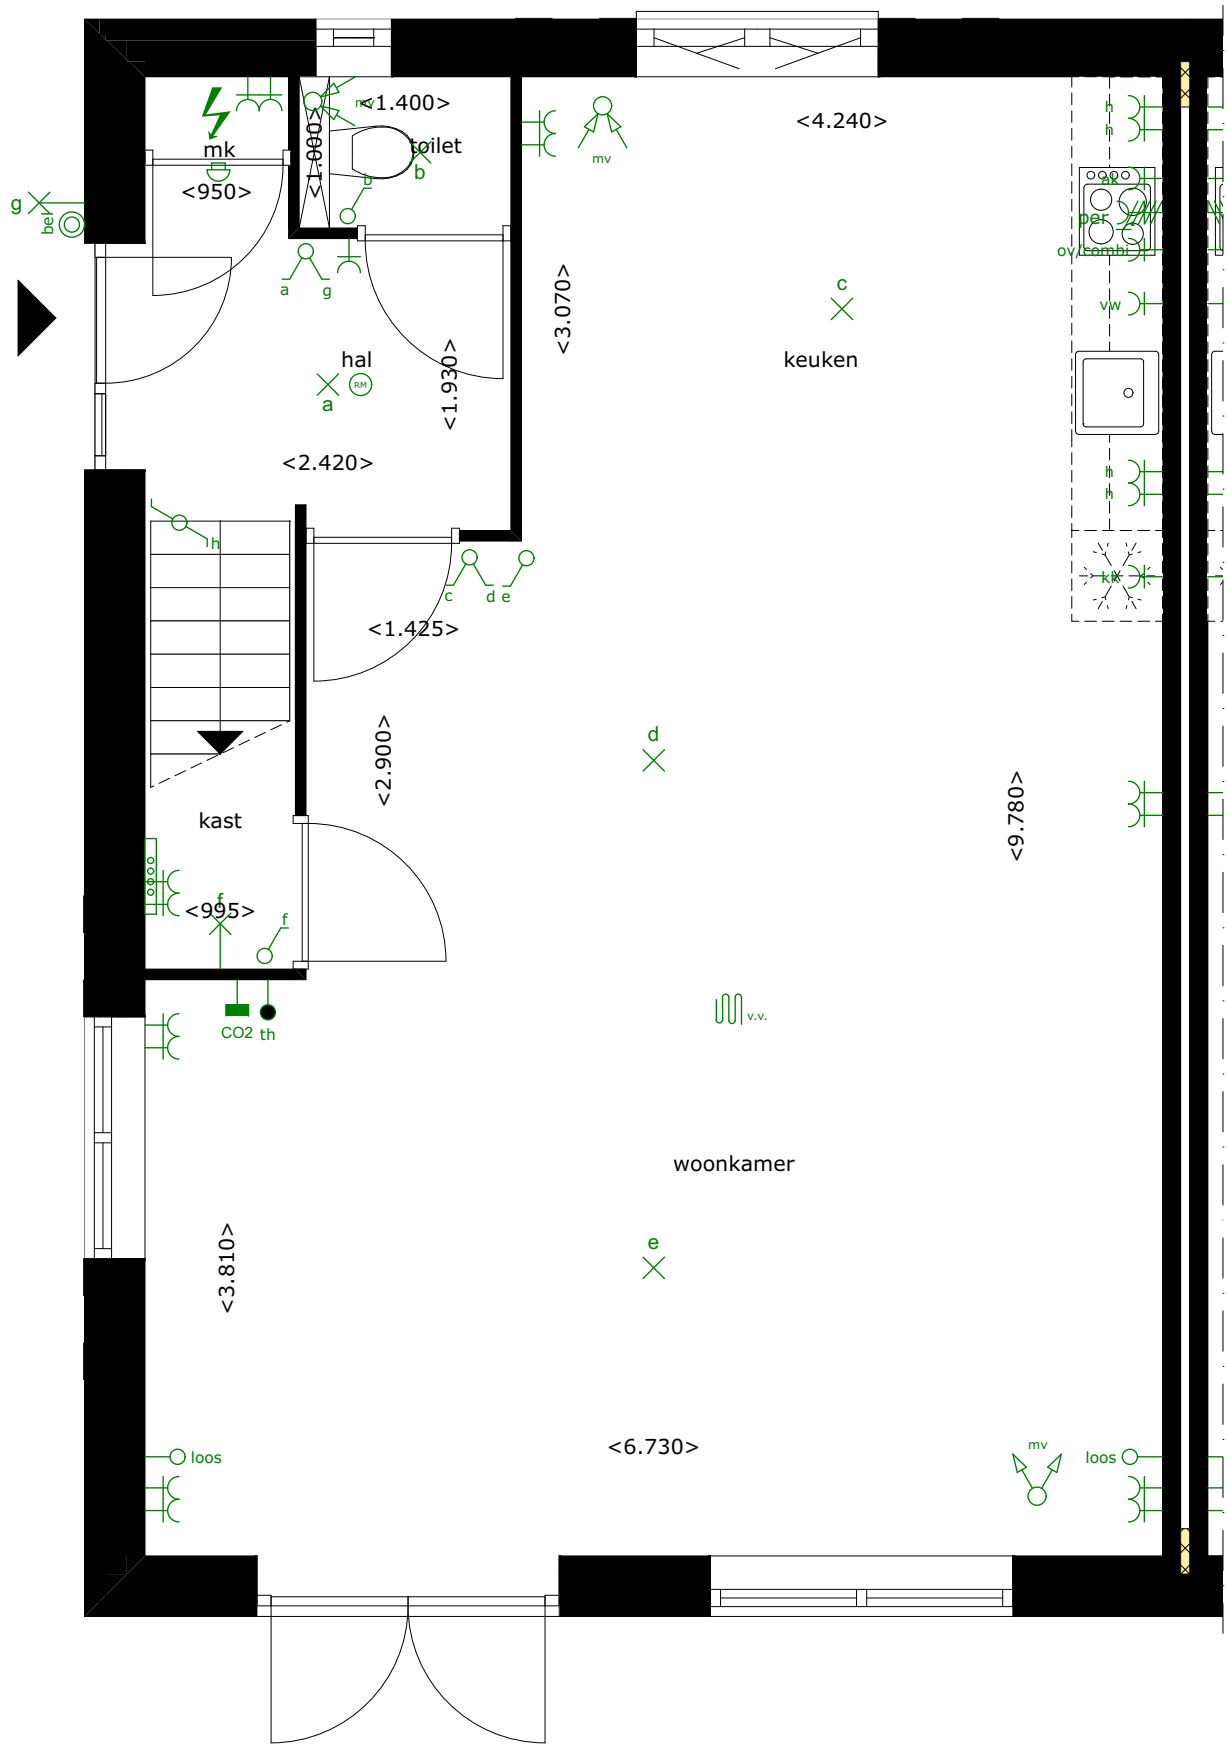 <1.400>
mv
<4.240>
h
h
mk
<1.000>
toilet
b
b
mv
ak
<950>
g
bel
per
ov/combi
a
g
<3.070>
c
vw
hal
<1.930>
keuken
RM
a
<2.420>
h
h
h
kk
c
d
e
<1.425>
<2.900>
d
<9.780>
kast
f
<995>
f
CO2
th
v.v.
woonkamer
<3.810>
e
<6.730>
mv
loos
loos